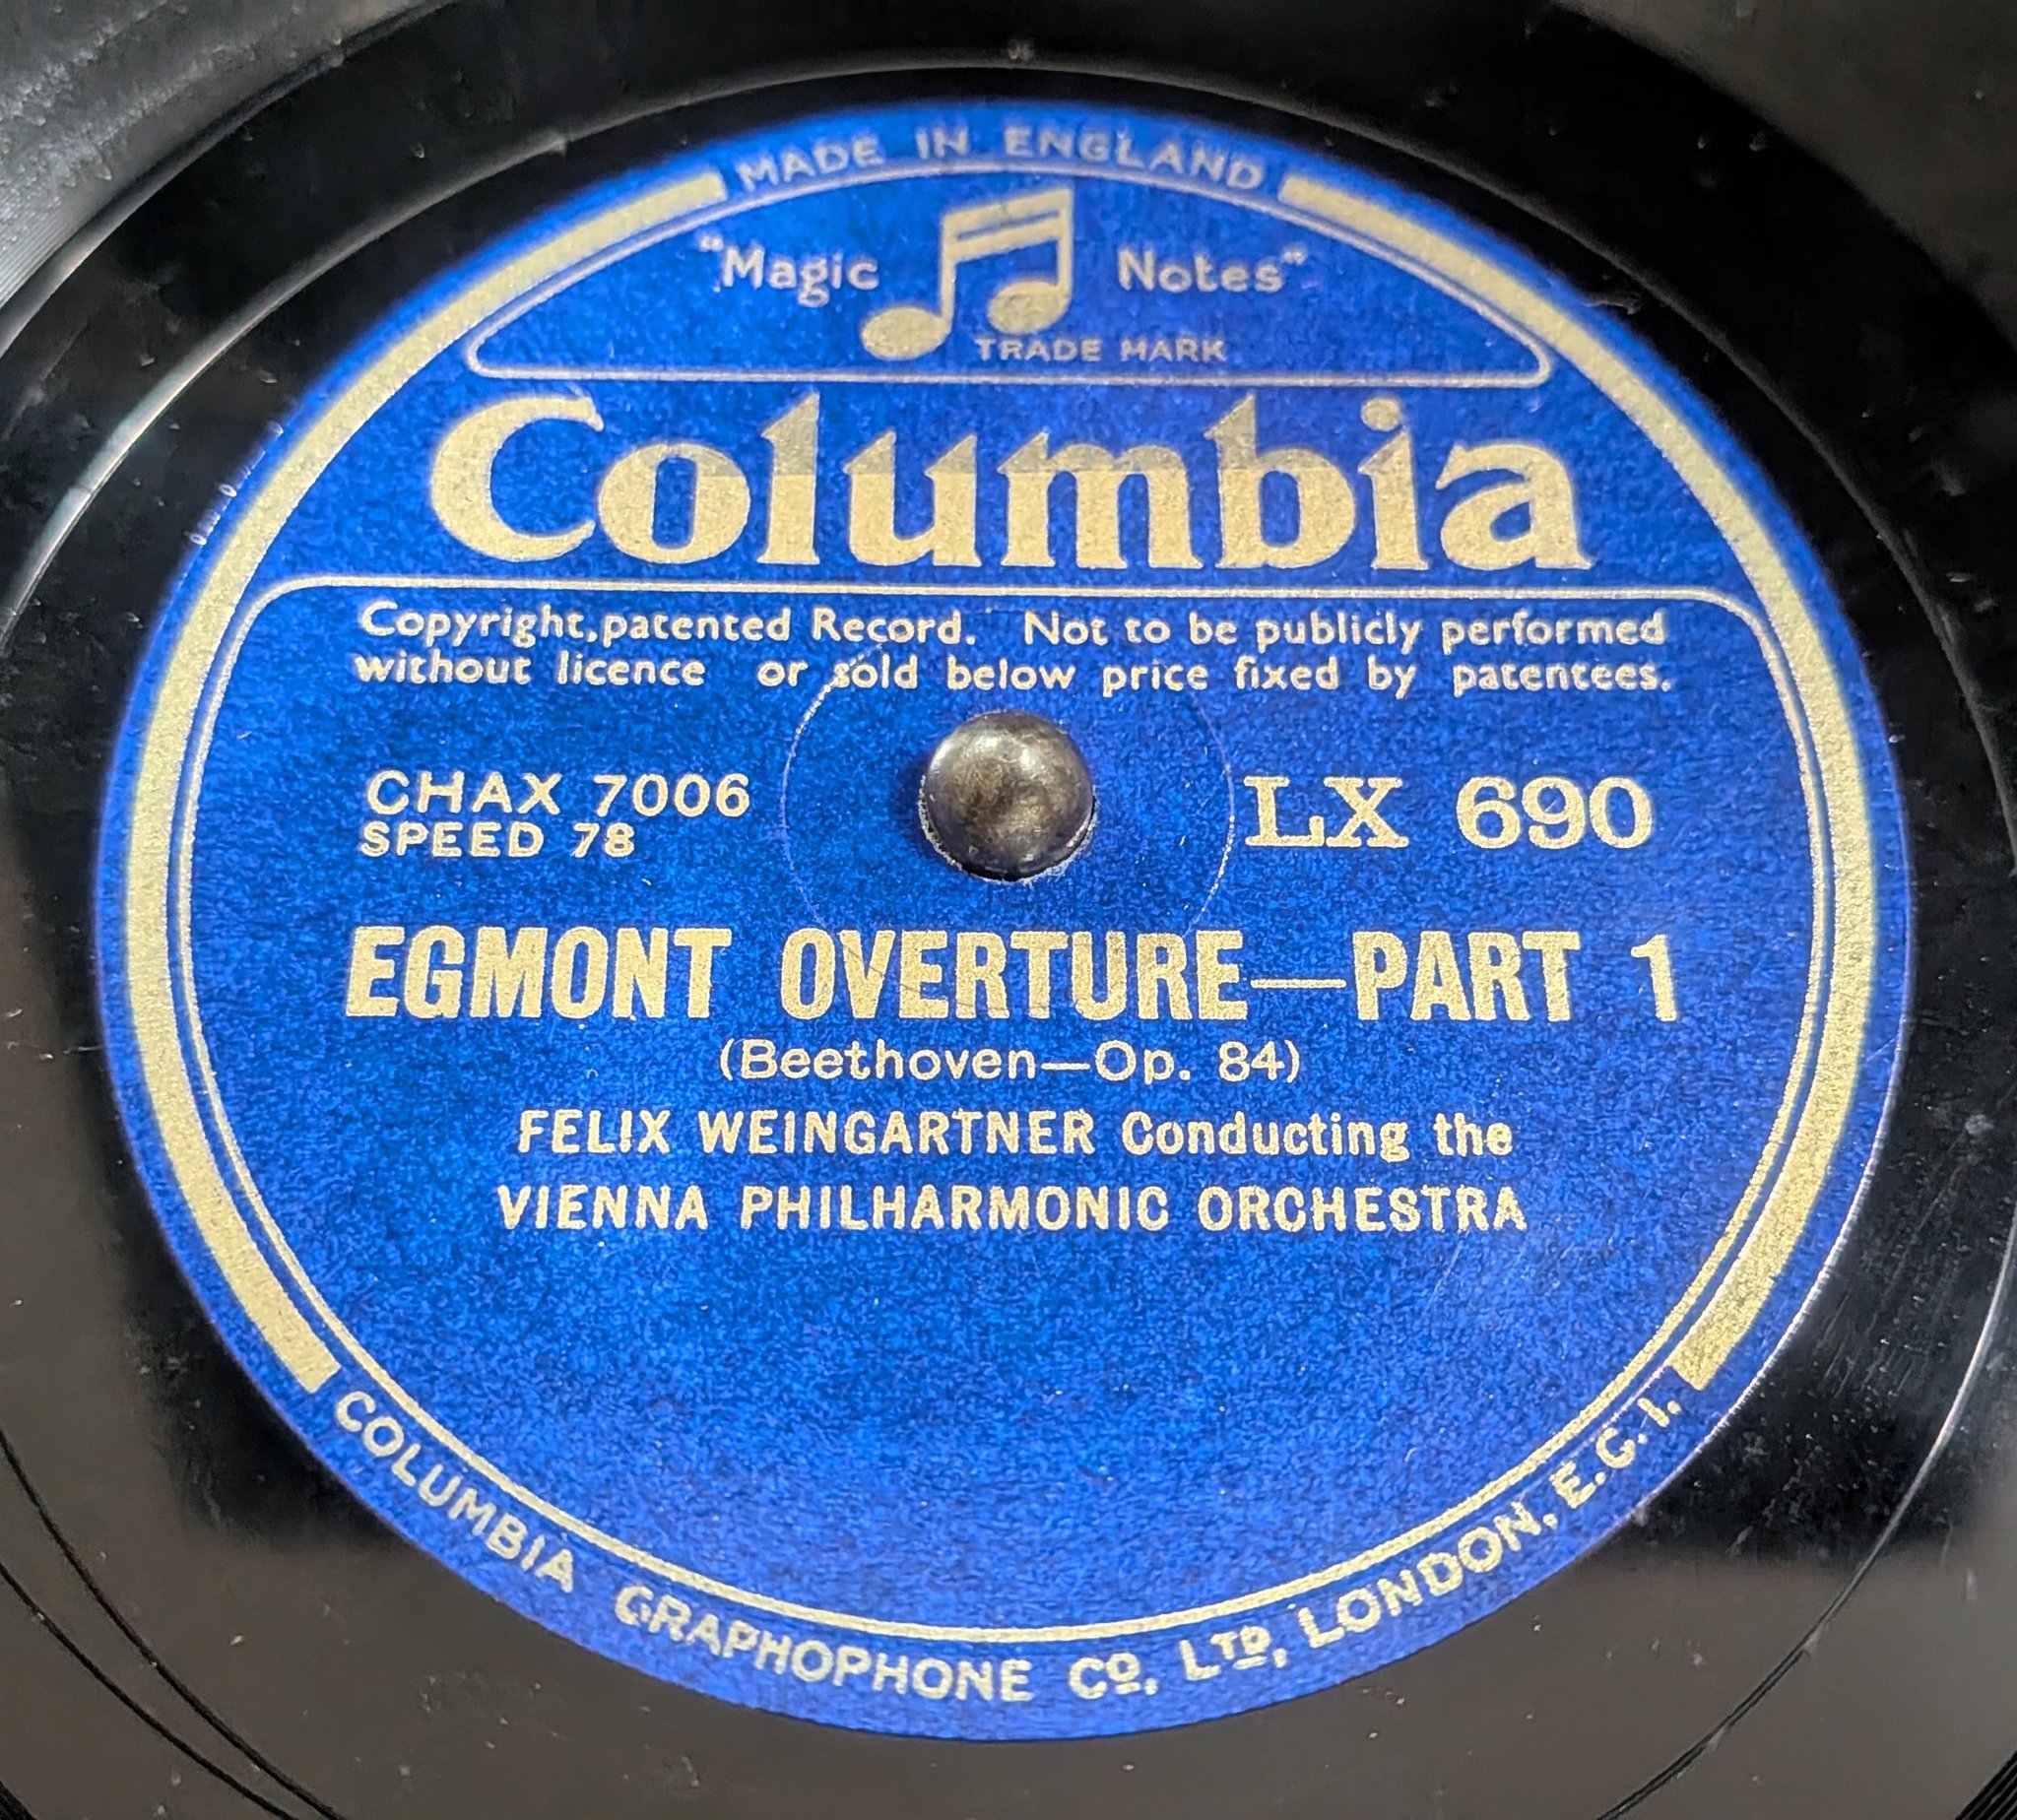 MADE IN ENGLAND
"Magic Notes"
TRADE MARK
Columbia
Copyright, patented Record. Not to be publicly performed
without licence or sold below price fixed by patentees.
CHAX 7006
SPEED 78
LX 690
EGMONT OVERTURE—PART 1
(Beethoven—Op. 84)
FELIX WEINGARTNER Conducting the
VIENNA PHILHARMONIC ORCHESTRA
COLUMBIA GRAPHOPHONE Cº. LTD, LONDON, E.C.1.